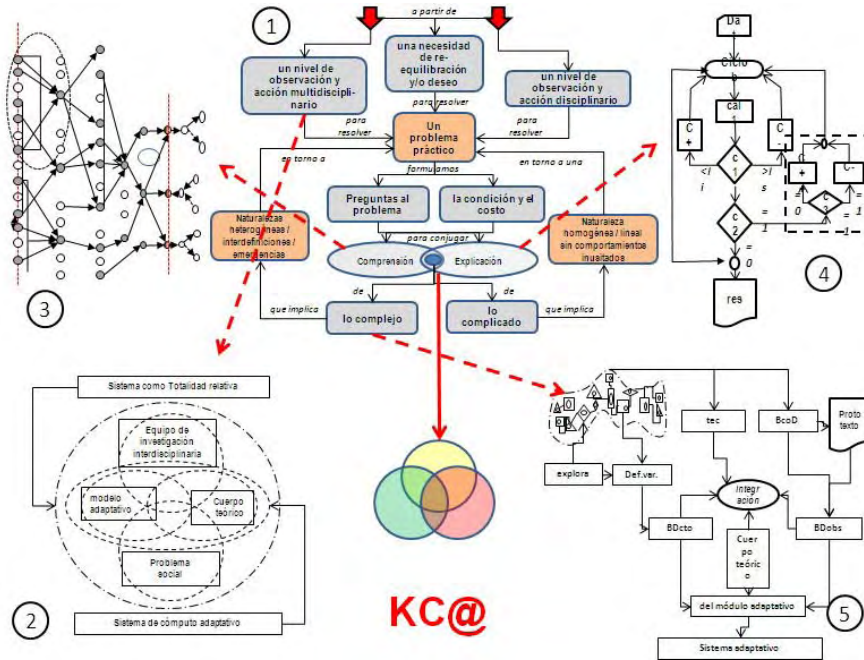 1
a partir de
un nivel de
observación y
acción multidiscipli-
nario
una necesidad
de re-
equilibración
y/o deseo
un nivel de
observación y
acción disciplinario
para
resolver
para resolver
para
resolver
Un
problema
práctico
en torno a
en torno a una
formulamos
Preguntas al
problema
la condición y el
costo
Naturalezas
heterogéneas /
interdefiniciones /
emergencias
Naturaleza
homogénea / lineal
sin comportamientos
inusitados
para conjugar
Comprensión
Explicación
de
de
que implica
lo complejo
lo
complicado
que implica
3
Da
Ciclo
b
cal
1
C
+
C
-
<i
i
c
1
>i
s
c
2
= 1
= 0
C
+
C-
c
= 0
= 1
res
4
Sistema como Totalidad relativa
Equipo de
investigación
interdisciplinaria
modelo
adaptativo
Cuerpo
teórico
Problema
social
Sistema de cómputo adaptativo
2
KC@
tec
BcoD
Proto
texto
explora
Def.var.
Integr
acion
BDcto
BDobs
Cuer
po
teóric
o
del módulo adaptativo
Sistema adaptativo
5